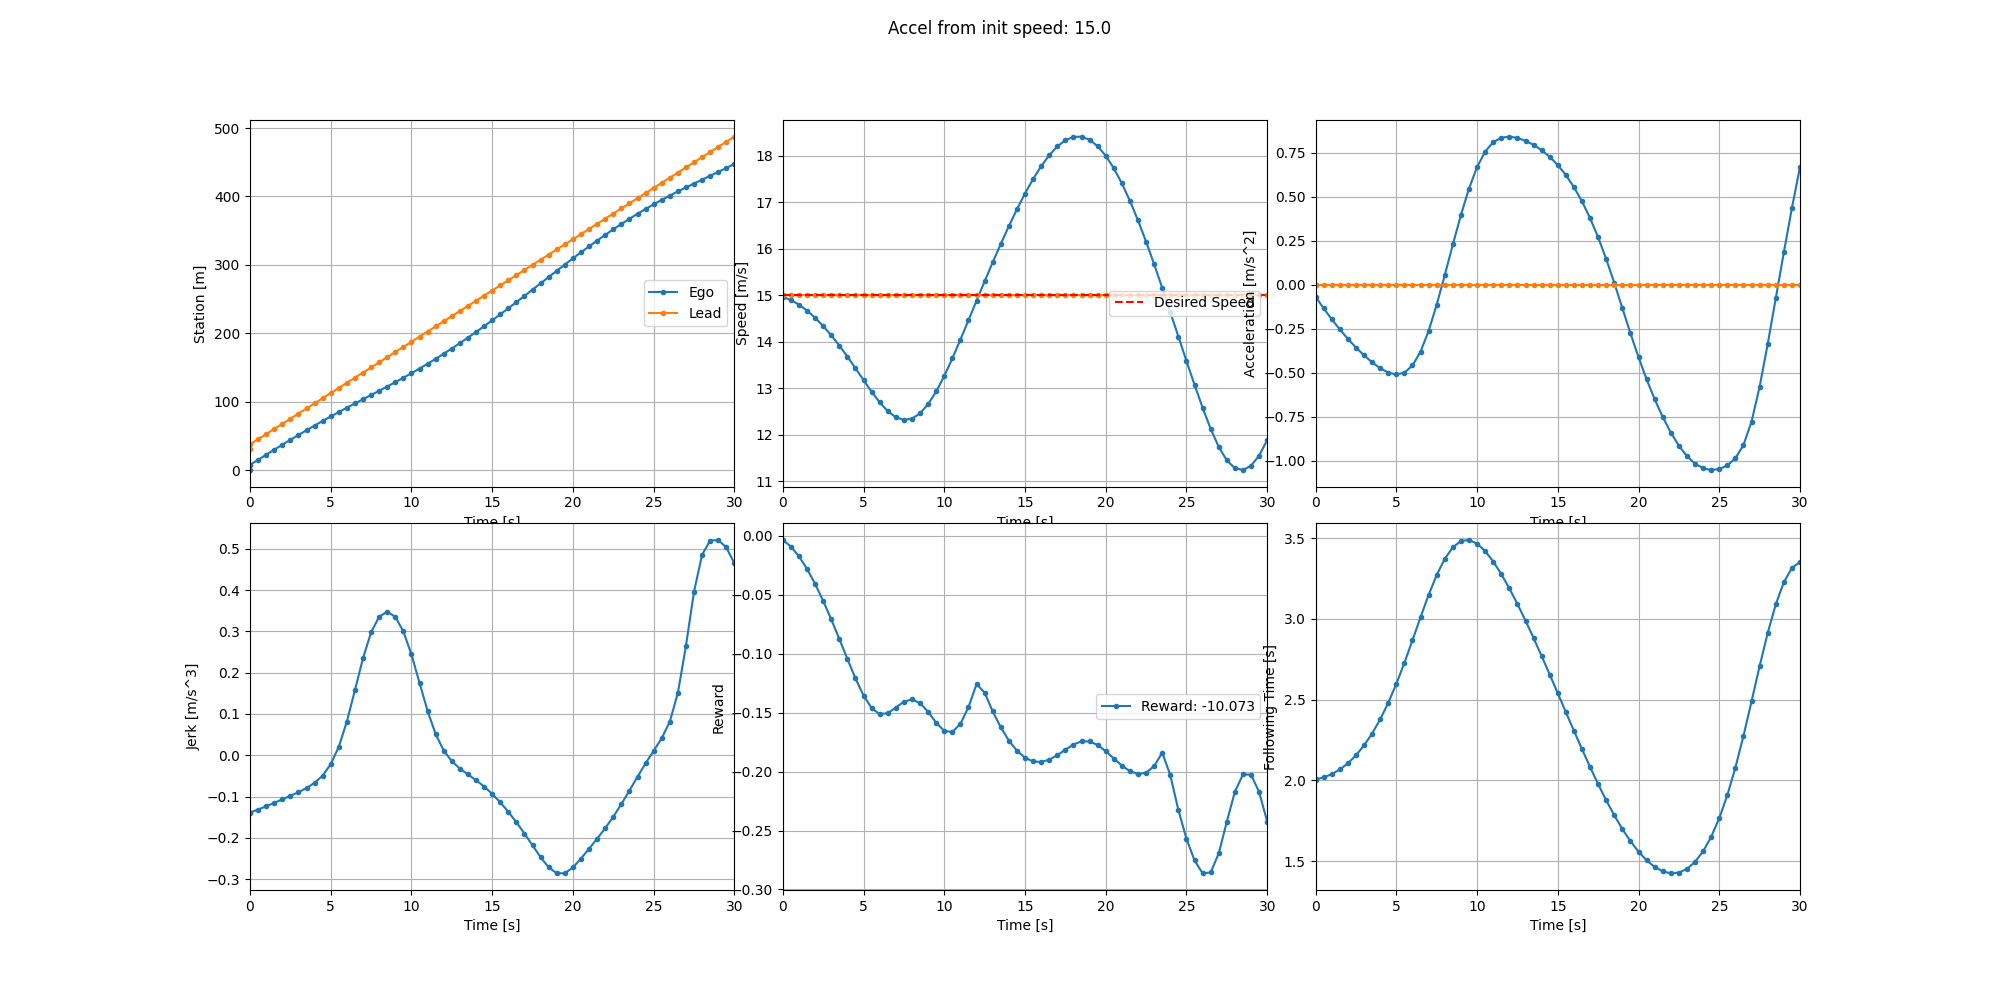 Accel from init speed: 15.0
Station [m]
500
400
300
200
100
0
Ego
Lead
0 5 10 15 20 25 30
Time [s]
Speed [m/s]
18
17
16
15
14
13
12
11
Desired Speed
0 5 10 15 20 25 30
Time [s]
Acceleration [m/s^2]
0.75
0.50
0.25
0.00
−0.25
−0.50
−0.75
−1.00
0 5 10 15 20 25 30
Time [s]
Jerk [m/s^3]
0.5
0.4
0.3
0.2
0.1
0.0
−0.1
−0.2
−0.3
0 5 10 15 20 25 30
Time [s]
Reward
0.00
−0.05
−0.10
−0.15
−0.20
−0.25
−0.30
Reward: -10.073
0 5 10 15 20 25 30
Time [s]
Following Time [s]
3.5
3.0
2.5
2.0
1.5
0 5 10 15 20 25 30
Time [s]